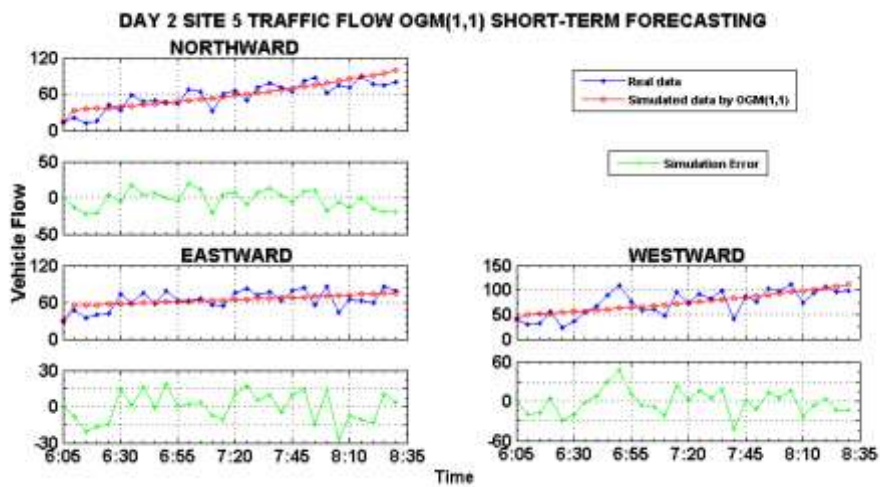 DAY 2 SITE 5 TRAFFIC FLOW OGM(1,1) SHORT-TERM FORECASTING
NORTHWARD
120
60
0
Real data
Simulated data by OGM(1,1)
50
0
-50
Simulation Error
Vehicle Flow
EASTWARD
120
60
0
WESTWARD
150
100
50
0
30
0
-30
60
0
-60
6:05 6:30 6:55 7:20 7:45 8:10 8:35
6:05 6:30 6:55 7:20 7:45 8:10 8:35
Time